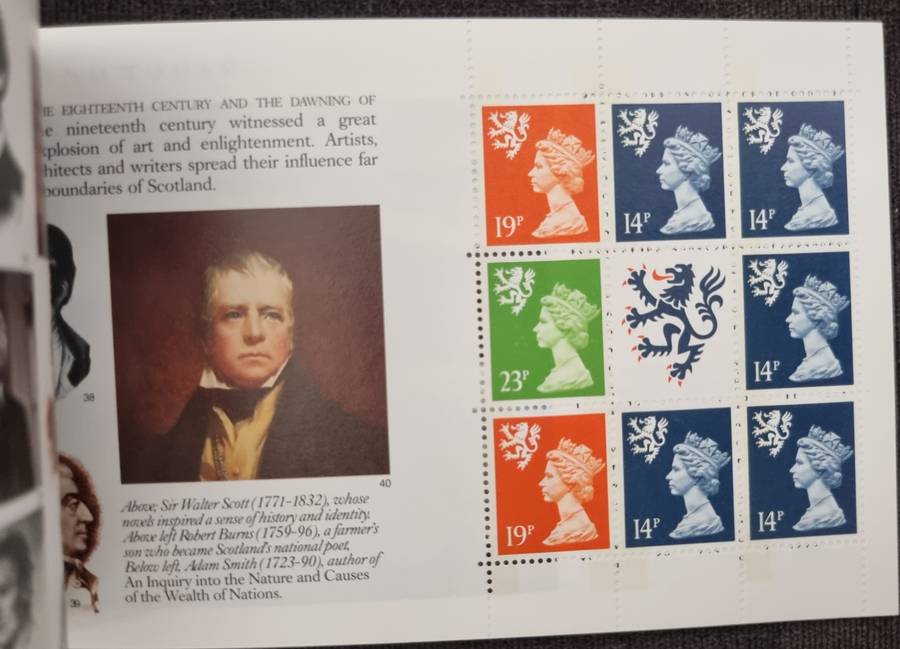 HE EIGHTEENTH CENTURY AND THE DAWNING OF
e nineteenth century witnessed a great
xplosion of art and enlightenment. Artists,
hitects and writers spread their influence far
boundaries of Scotland.
38
40
39
Above, Sir Walter Scott (1771-1832), whose
novels inspired a sense of history and identity.
Above left Robert Burns (1759-96), a farmer's
son who became Scotland's national poet.
Below left, Adam Smith (1723-90), author of
An Inquiry into the Nature and Causes
of the Wealth of Nations.
19P
14P
14P
23P
14P
19P
14P
14P